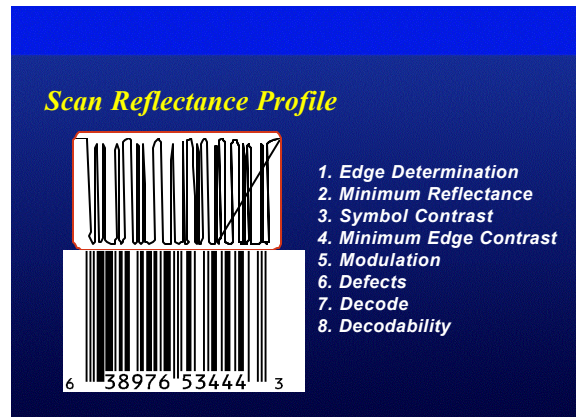 Scan Reflectance Profile
1. Edge Determination
2. Minimum Reflectance
3. Symbol Contrast
4. Minimum Edge Contrast
5. Modulation
6. Defects
7. Decode
8. Decodability
6 38976 53444 3